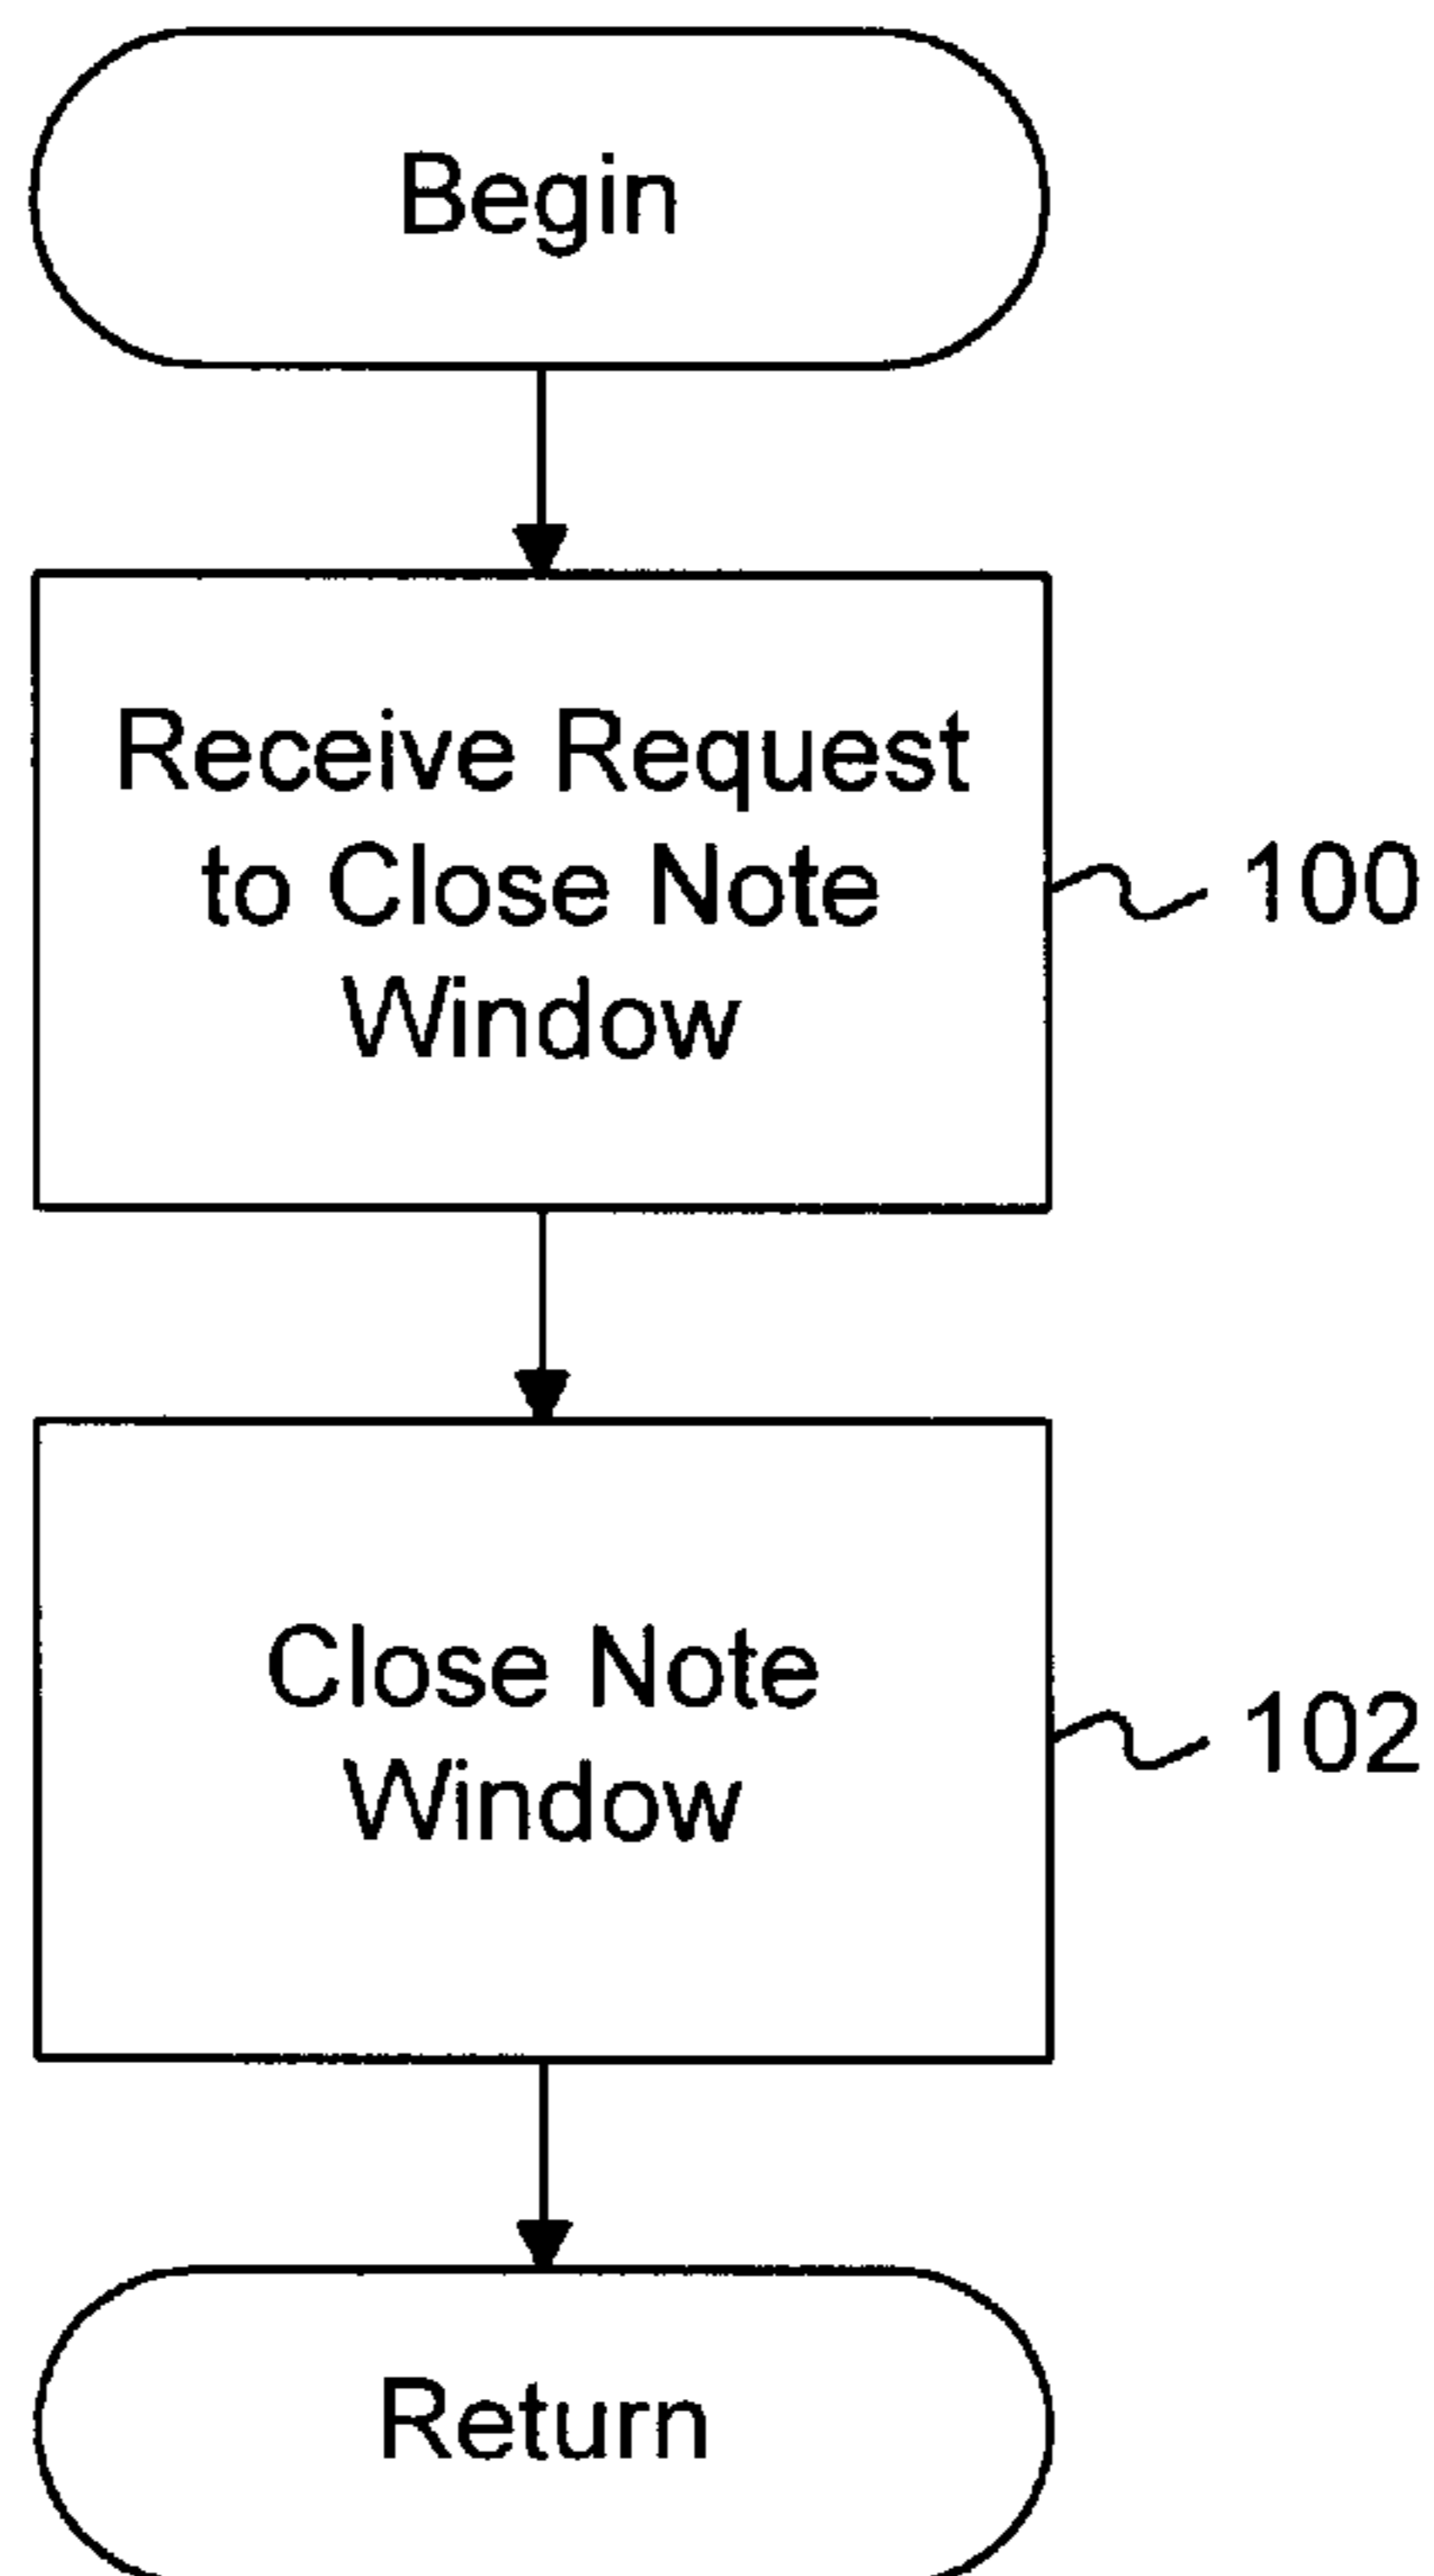 Begin
Receive Request
to Close Note
Window
100
Close Note
Window
102
Return